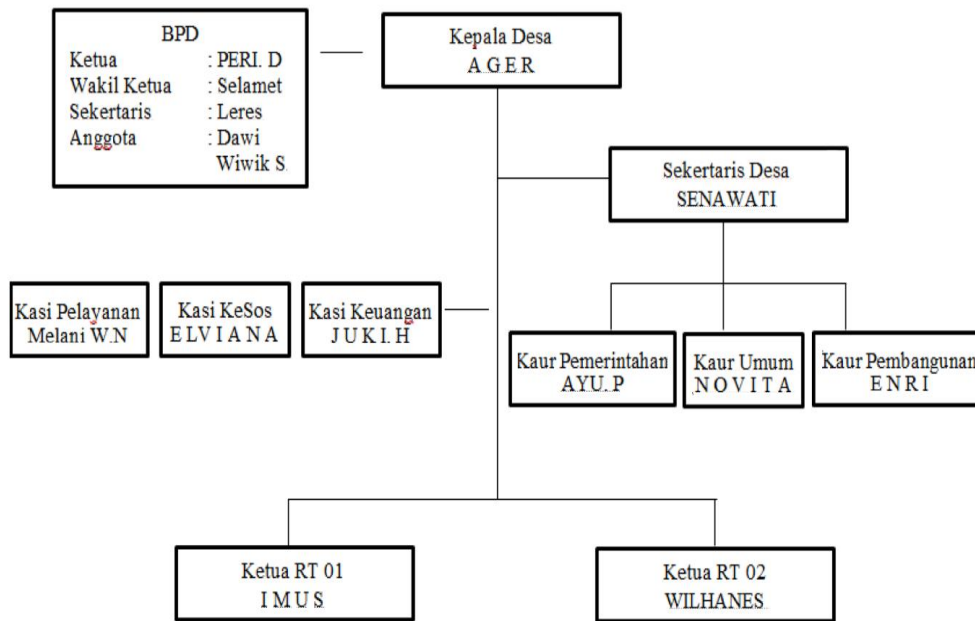 BPD
Ketua : PERI. D
Wakil Ketua : Selamet
Sekertaris : Leres
Anggota : Dawi
Wiwik S.
Kepala Desa
A G E R
Sekertaris Desa
SENAWATI
Kasi Pelayanan
Melani W.N
Kasi KeSos
E L V I A N A
Kasi Keuangan
J U K I. H
Kaur Pemerintahan
AYU. P
Kaur Umum
N O V I T A
Kaur Pembangunan
E N R I
Ketua RT 01
I M U S
Ketua RT 02
WILHANES